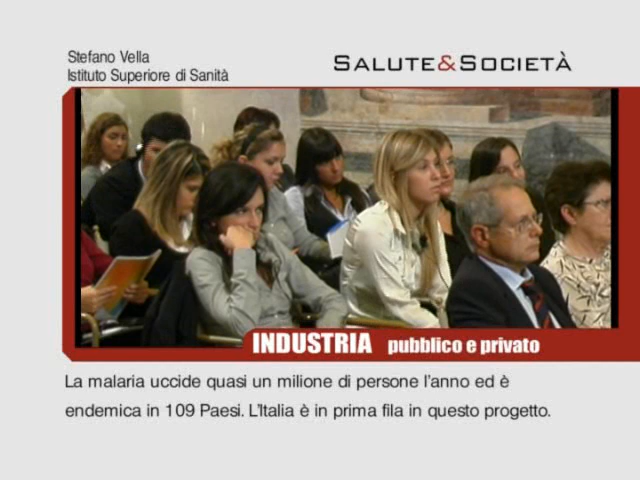 Stefano Vella
Istituto Superiore di Sanità
SALUTE&SOCIETÀ
INDUSTRIA pubblico e privato
La malaria uccide quasi un milione di persone l'anno ed è
endemica in 109 Paesi. L'Italia è in prima fila in questo progetto.